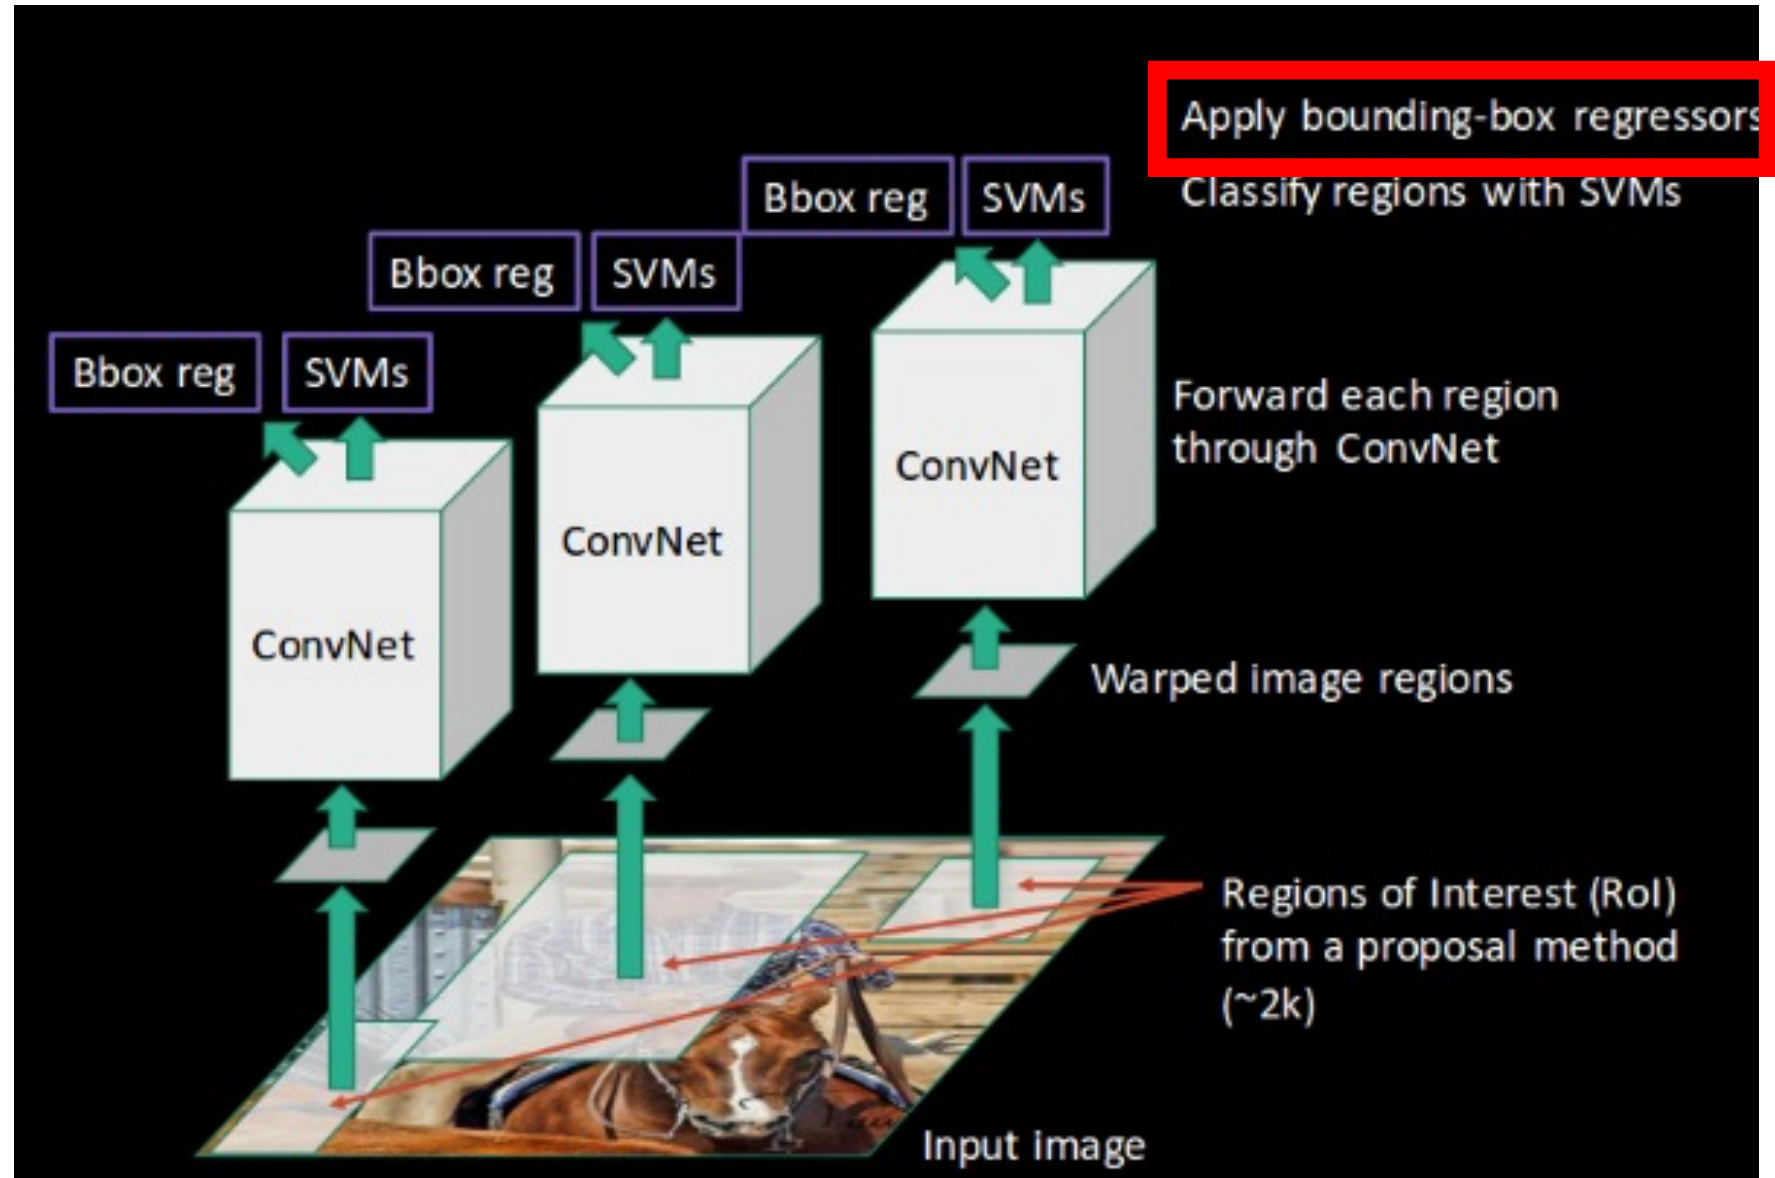 Apply bounding-box regressors
Bbox reg
SVMs
Classify regions with SVMs
Bbox reg
SVMs
Bbox reg
SVMs
Forward each region
through ConvNet
ConvNet
ConvNet
ConvNet
Warped image regions
Regions of Interest (RoI)
from a proposal method
(~2k)
Input image